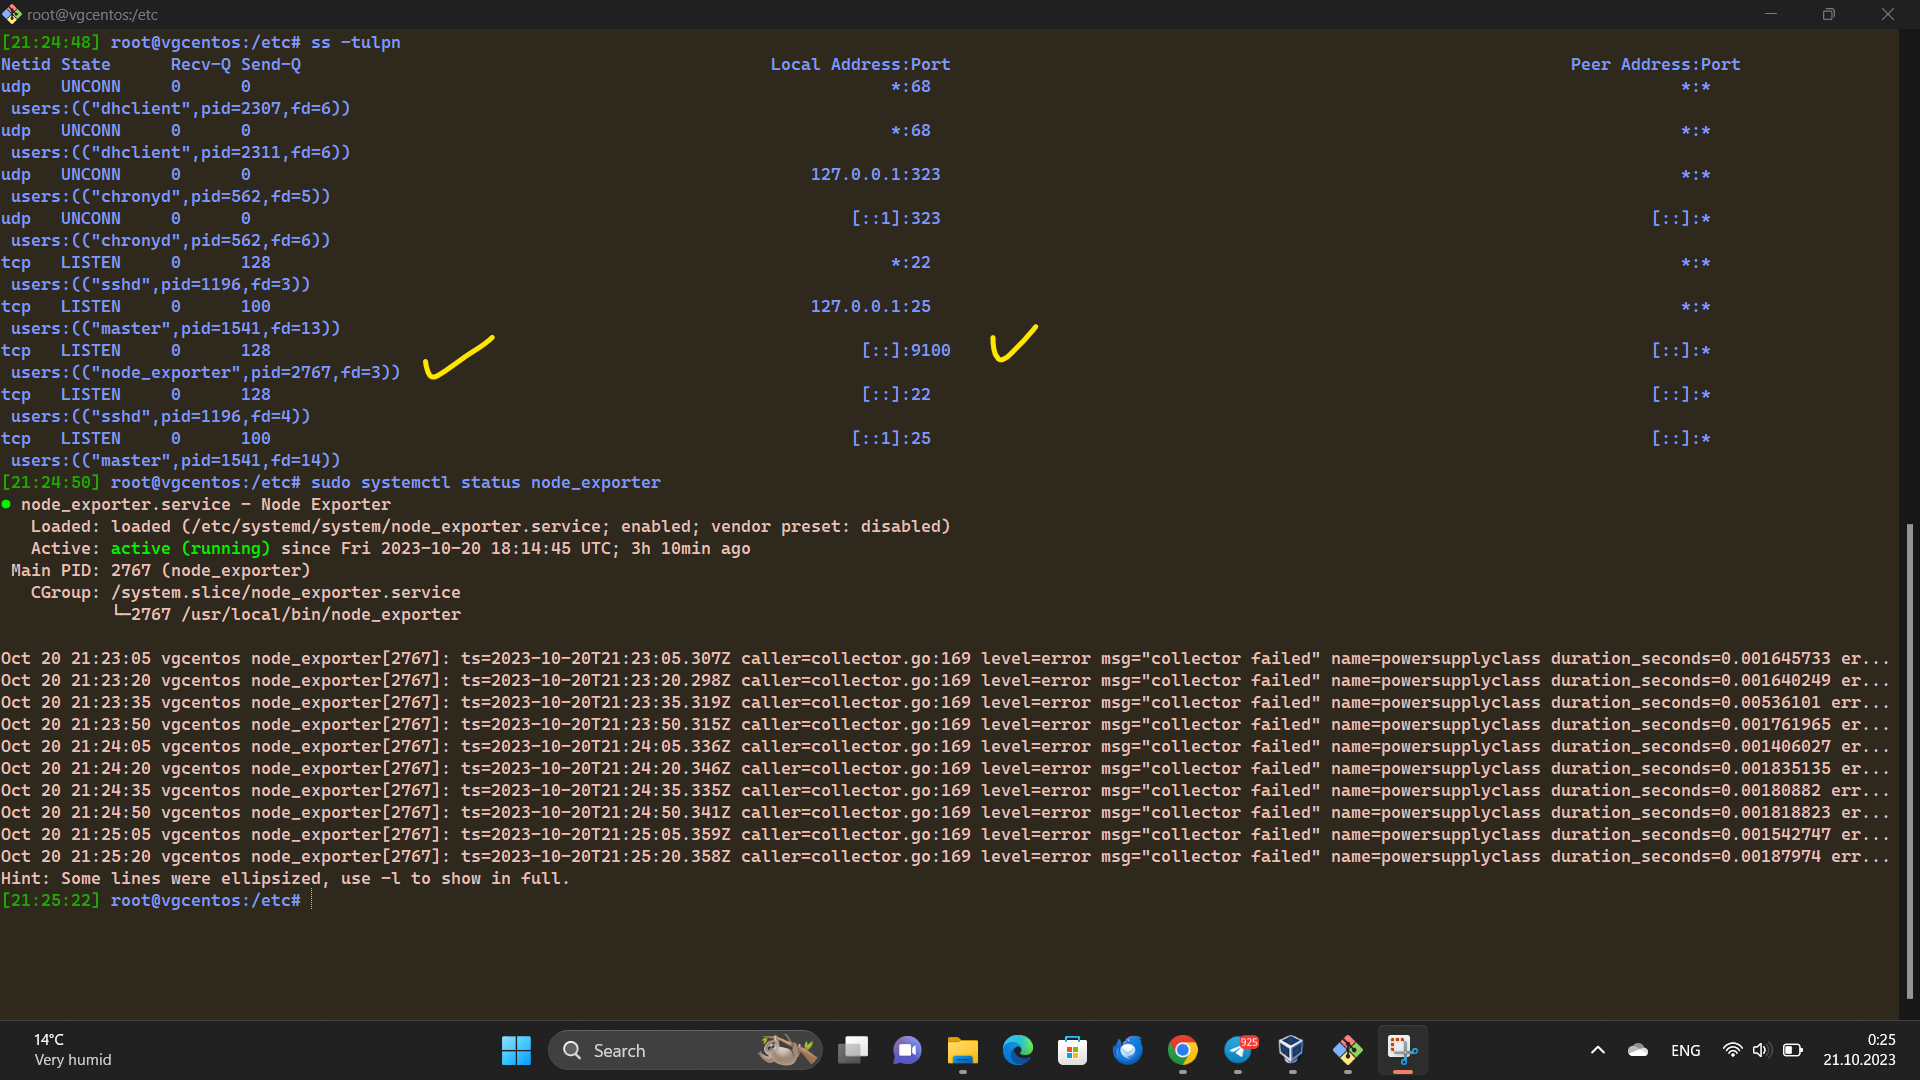 root@vgcentos:/etc
[21:24:48] root@vgcentos:/etc# ss -tulpn
Netid State      Recv-Q Send-Q                                               Local Address:Port                                                              Peer Address:Port
udp   UNCONN     0      0                                                                *:68                                                                           *:*
 users:(("dhclient",pid=2307,fd=6))
udp   UNCONN     0      0                                                                *:68                                                                           *:*
 users:(("dhclient",pid=2311,fd=6))
udp   UNCONN     0      0                                                        127.0.0.1:323                                                                          *:*
 users:(("chronyd",pid=562,fd=5))
udp   UNCONN     0      0                                                            [::1]:323                                                                       [::]:*
 users:(("chronyd",pid=562,fd=6))
tcp   LISTEN     0      128                                                              *:22                                                                           *:*
 users:(("sshd",pid=1196,fd=3))
tcp   LISTEN     0      100                                                      127.0.0.1:25                                                                           *:*
 users:(("master",pid=1541,fd=13))
tcp   LISTEN     0      128                                                           [::]:9100                                                                      [::]:*
 users:(("node_exporter",pid=2767,fd=3))
tcp   LISTEN     0      128                                                           [::]:22                                                                        [::]:*
 users:(("sshd",pid=1196,fd=4))
tcp   LISTEN     0      100                                                          [::1]:25                                                                        [::]:*
 users:(("master",pid=1541,fd=14))
[21:24:50] root@vgcentos:/etc# sudo systemctl status node_exporter
● node_exporter.service - Node Exporter
   Loaded: loaded (/etc/systemd/system/node_exporter.service; enabled; vendor preset: disabled)
   Active: active (running) since Fri 2023-10-20 18:14:45 UTC; 3h 10min ago
 Main PID: 2767 (node_exporter)
   CGroup: /system.slice/node_exporter.service
           └─2767 /usr/local/bin/node_exporter
Oct 20 21:23:05 vgcentos node_exporter[2767]: ts=2023-10-20T21:23:05.307Z caller=collector.go:169 level=error msg="collector failed" name=powersupplyclass duration_seconds=0.001645733 er...
Oct 20 21:23:20 vgcentos node_exporter[2767]: ts=2023-10-20T21:23:20.298Z caller=collector.go:169 level=error msg="collector failed" name=powersupplyclass duration_seconds=0.001640249 er...
Oct 20 21:23:35 vgcentos node_exporter[2767]: ts=2023-10-20T21:23:35.319Z caller=collector.go:169 level=error msg="collector failed" name=powersupplyclass duration_seconds=0.00536101 err...
Oct 20 21:23:50 vgcentos node_exporter[2767]: ts=2023-10-20T21:23:50.315Z caller=collector.go:169 level=error msg="collector failed" name=powersupplyclass duration_seconds=0.001761965 er...
Oct 20 21:24:05 vgcentos node_exporter[2767]: ts=2023-10-20T21:24:05.336Z caller=collector.go:169 level=error msg="collector failed" name=powersupplyclass duration_seconds=0.001406027 er...
Oct 20 21:24:20 vgcentos node_exporter[2767]: ts=2023-10-20T21:24:20.346Z caller=collector.go:169 level=error msg="collector failed" name=powersupplyclass duration_seconds=0.001835135 er...
Oct 20 21:24:35 vgcentos node_exporter[2767]: ts=2023-10-20T21:24:35.335Z caller=collector.go:169 level=error msg="collector failed" name=powersupplyclass duration_seconds=0.00180882 err...
Oct 20 21:24:50 vgcentos node_exporter[2767]: ts=2023-10-20T21:24:50.341Z caller=collector.go:169 level=error msg="collector failed" name=powersupplyclass duration_seconds=0.001818823 er...
Oct 20 21:25:05 vgcentos node_exporter[2767]: ts=2023-10-20T21:25:05.359Z caller=collector.go:169 level=error msg="collector failed" name=powersupplyclass duration_seconds=0.001542747 er...
Oct 20 21:25:20 vgcentos node_exporter[2767]: ts=2023-10-20T21:25:20.358Z caller=collector.go:169 level=error msg="collector failed" name=powersupplyclass duration_seconds=0.00187974 err...
Hint: Some lines were ellipsized, use -l to show in full.
[21:25:22] root@vgcentos:/etc#
14°C
Very humid
Search
925
ENG
0:25
21.10.2023